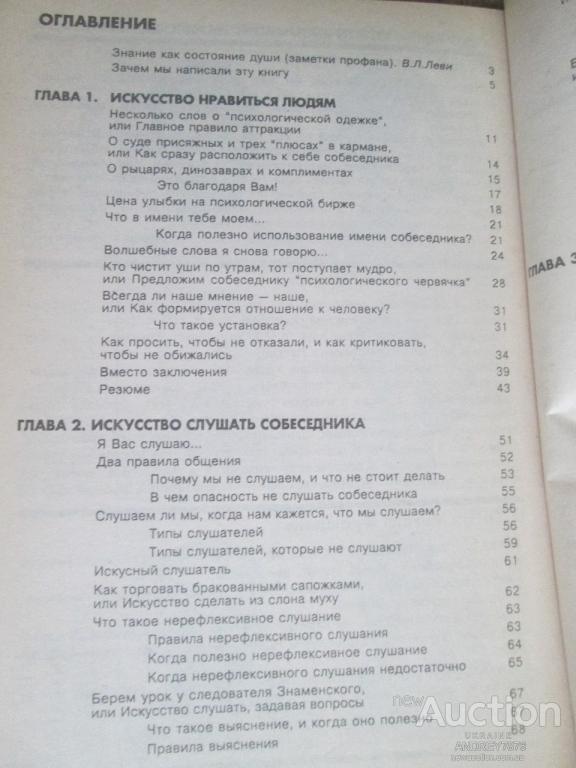 ОГЛАВЛЕНИЕ
Знание как состояние души (заметки профана). В.Л.Леви 3
Зачем мы написали эту книгу 5
ГЛАВА 1. ИСКУССТВО НРАВИТЬСЯ ЛЮДЯМ
Несколько слов о "психологической одежке",
или Главное правило аттракции 11
О суде присяжных и трех "плюсах" в кармане,
или Как сразу расположить к себе собеседника 14
О рыцарях, динозаврах и комплиментах 15
Это благодаря Вам! 17
Цена улыбки на психологической бирже 18
Что в имени тебе моем... 21
Когда полезно использование имени собеседника? 21
Волшебные слова я снова говорю... 24
Кто чистит уши по утрам, тот поступает мудро,
или Предложим собеседнику "психологического червячка" 28
Всегда ли наше мнение — наше,
или Как формируется отношение к человеку? 31
Что такое установка? 31
Как просить, чтобы не отказали, и как критиковать,
чтобы не обижались 34
Вместо заключения 39
Резюме 43
ГЛАВА 2. ИСКУССТВО СЛУШАТЬ СОБЕСЕДНИКА
Я Вас слушаю... 51
Два правила общения 52
Почему мы не слушаем, и что не стоит делать 53
В чем опасность не слушать собеседника 55
Слушаем ли мы, когда нам кажется, что мы слушаем? 56
Типы слушателей 56
Типы слушателей, которые не слушают 59
Искусный слушатель 61
Как торговать бракованными сапожками,
или Искусство сделать из слона муху 62
Что такое нерефлексивное слушание 63
Правила нерефлексивного слушания 63
Когда полезно нерефлексивное слушание 64
Когда нерефлексивного слушания недостаточно 65
Берем урок у следователя Знаменского,
или Искусство слушать, задавая вопросы 67
Что такое выяснение, и когда оно полезно
Правила выяснения 68
ГЛАВА 3
newAuction
UKRAINE
ANDREY7878
newauction.com.ua